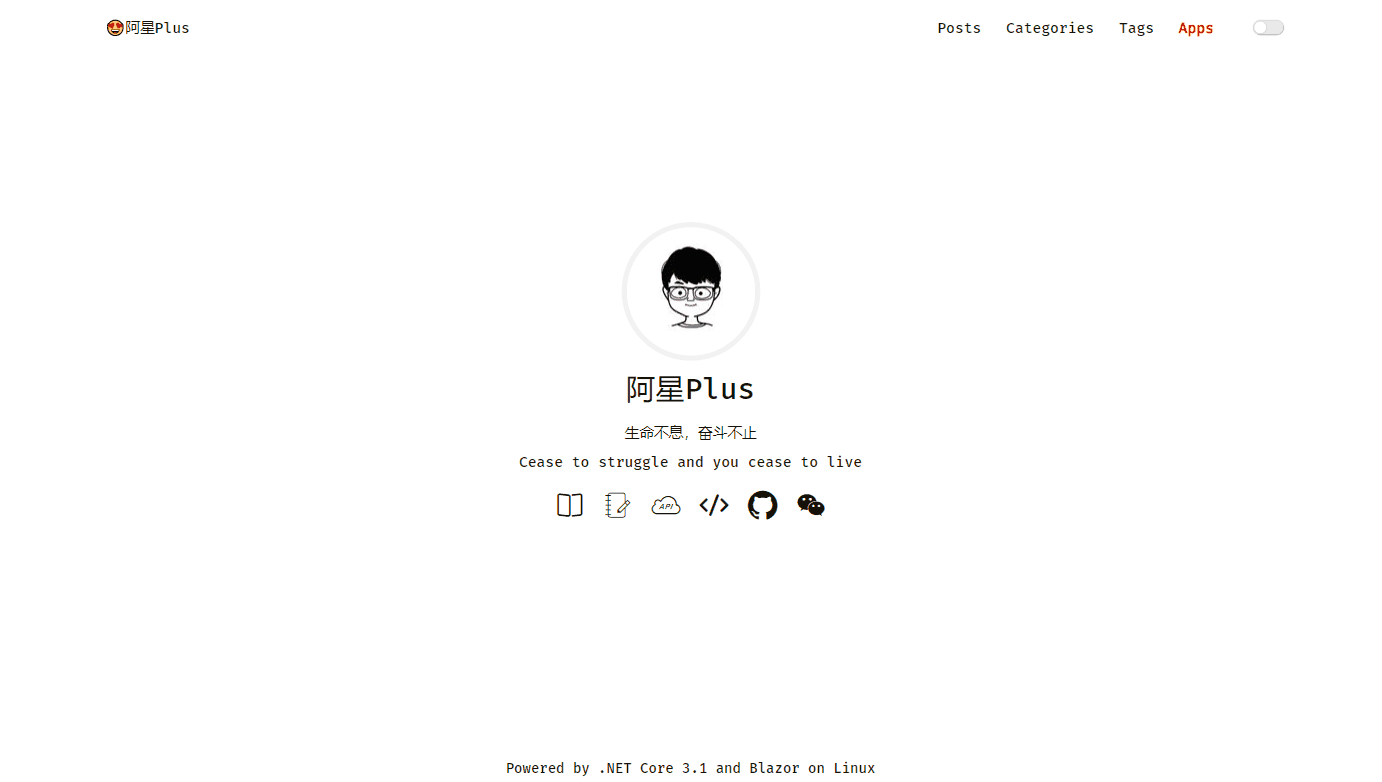 😍阿星Plus
Posts Categories Tags Apps
阿星Plus
生命不息，奋斗不止
Cease to struggle and you cease to live
API
Powered by .NET Core 3.1 and Blazor on Linux